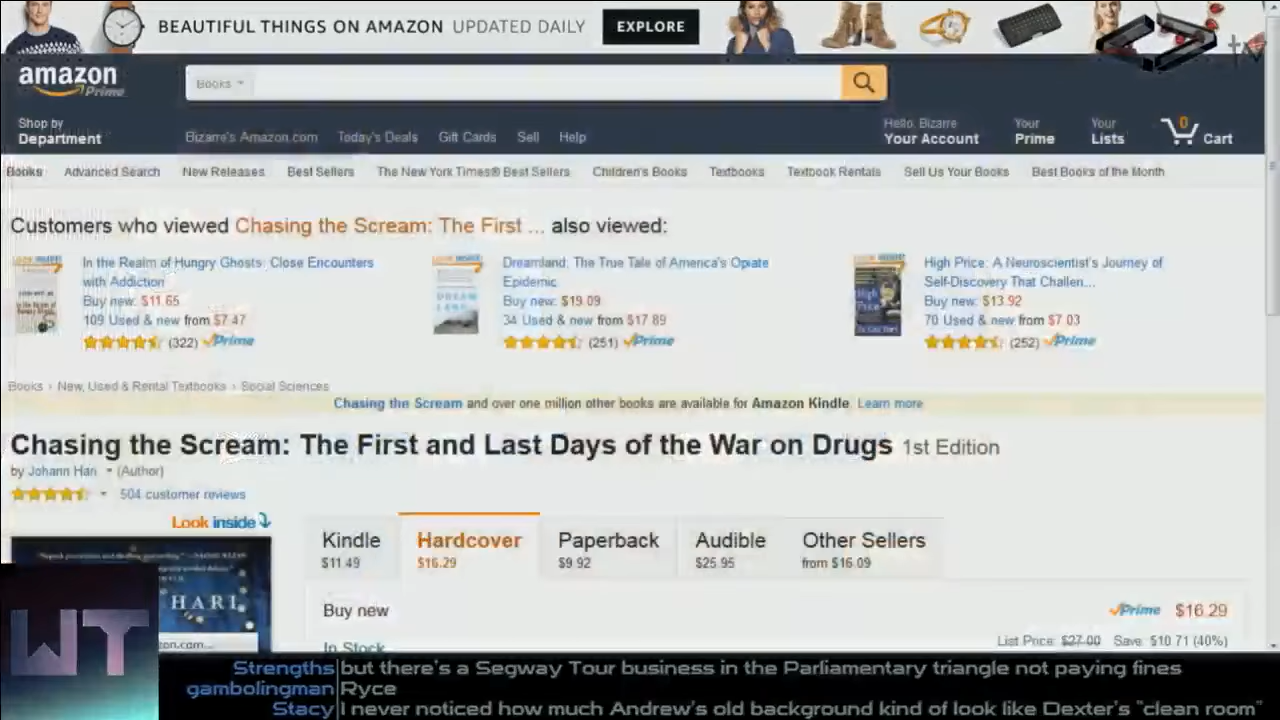 BEAUTIFUL THINGS ON AMAZON UPDATED DAILY EXPLORE
tv
amazon Prime
Books
Shop by Department
Bizarre's Amazon.com Today's Deals Gift Cards Sell Help
Hello, Bizarre Your Account
Your Prime
Your Lists
0 Cart
Books Advanced Search New Releases Best Sellers The New York Times® Best Sellers Children's Books Textbooks Textbook Rentals Sell Us Your Books Best Books of the Month
Customers who viewed Chasing the Scream: The First ... also viewed:
In the Realm of Hungry Ghosts: Close Encounters
with Addiction
Buy new: $11.65
109 Used & new from $7.47
(322) Prime
Dreamland: The True Tale of America's Opiate
Epidemic
Buy new: $19.09
34 Used & new from $17.89
(251) Prime
High Price: A Neuroscientist's Journey of
Self-Discovery That Challen...
Buy new: $13.92
70 Used & new from $7.03
(252) Prime
Books › New, Used & Rental Textbooks › Social Sciences
Chasing the Scream and over one million other books are available for Amazon Kindle. Learn more
Chasing the Scream: The First and Last Days of the War on Drugs 1st Edition
by Johann Hari (Author)
504 customer reviews
Look inside
HARI
Kindle
$11.49
Hardcover
$16.29
Paperback
$9.92
Audible
$25.95
Other Sellers
from $16.09
Buy new Prime $16.29
In Stock
List Price: $27.00 Save: $10.71 (40%)
WT
Strengths but there's a Segway Tour business in the Parliamentary triangle not paying fines
gambolingman Ryce
Stacy I never noticed how much Andrew's old background kind of look like Dexter's "clean room"